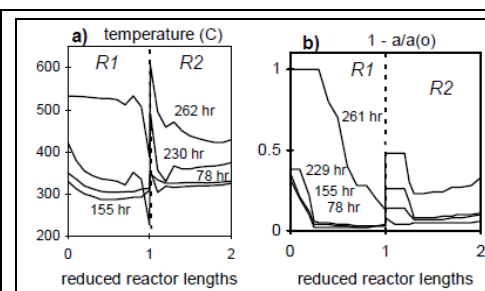 a) temperature (C)
R1
R2
600
500
400
300
200
262 hr
230 hr
78 hr
155 hr
0
1
2
reduced reactor lengths
b) 1 - a/a(o)
R1
R2
1
0.5
0
261 hr
229 hr
155 hr
78 hr
0
1
2
reduced reactor lengths